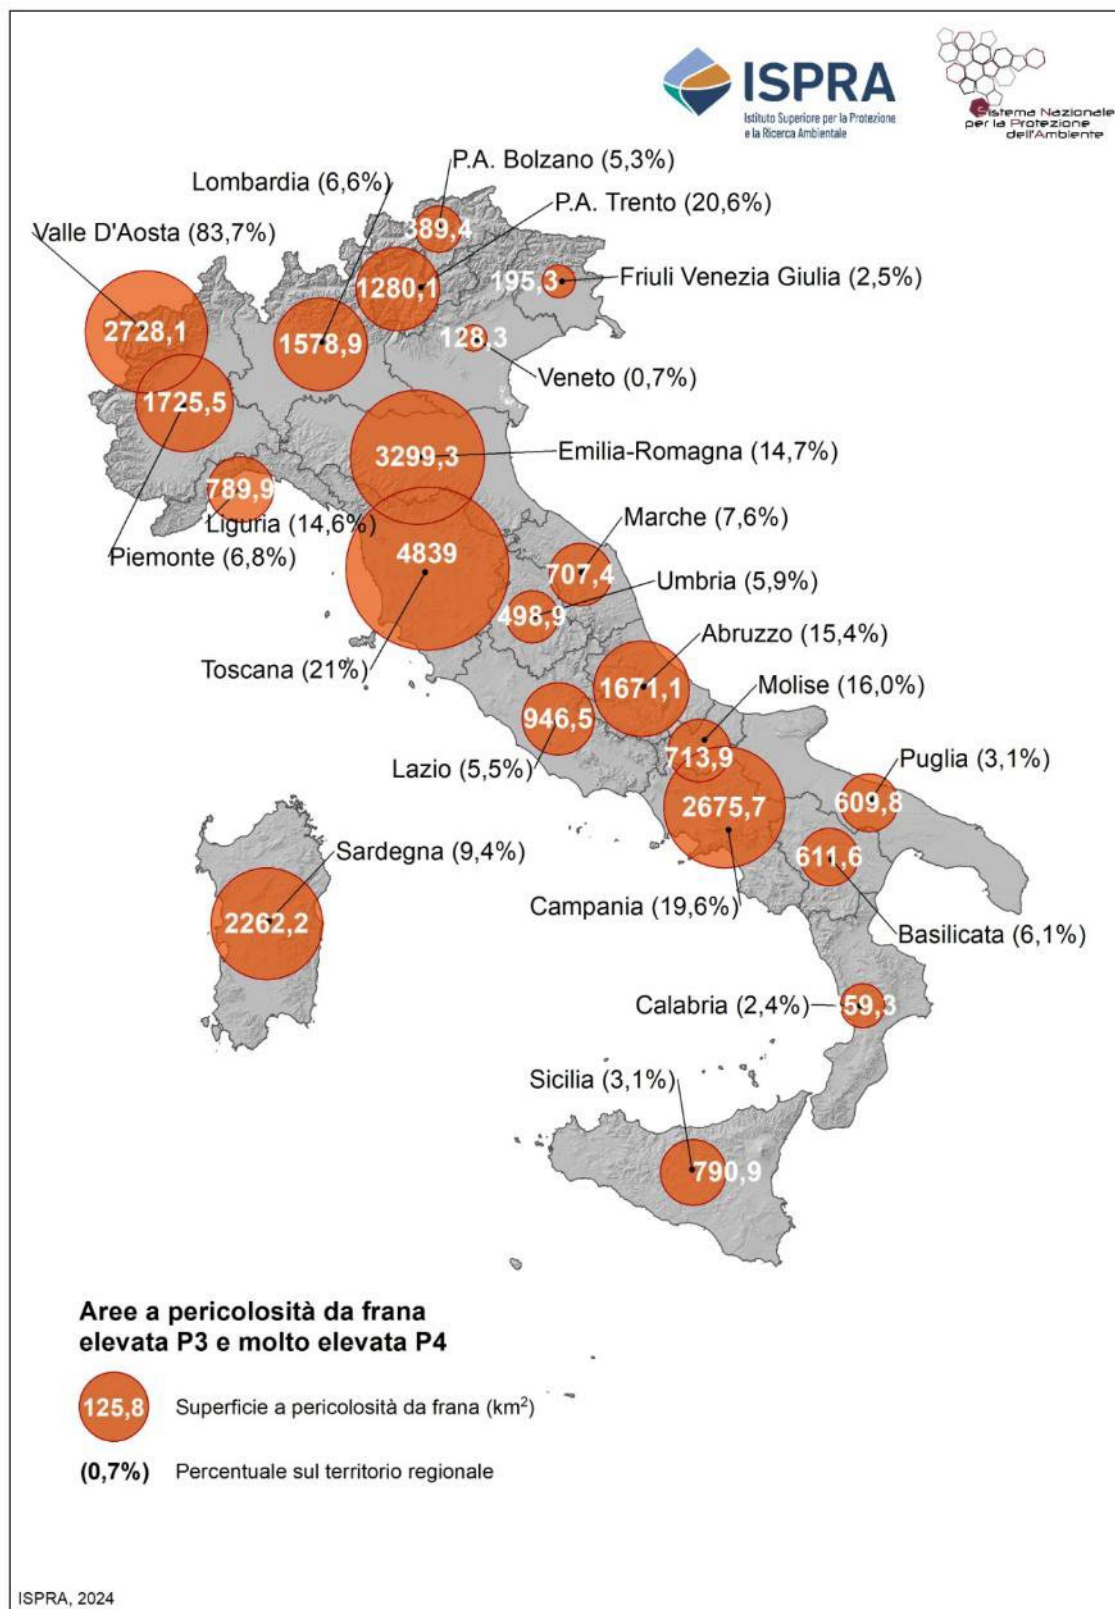 ISPRA
Istituto Superiore per la Protezione
e la Ricerca Ambientale
Sistema Nazionale
per la Protezione
dell'Ambiente
P.A. Bolzano (5,3%)
389,4
Lombardia (6,6%)
1578,9
P.A. Trento (20,6%)
1280,1
Valle D'Aosta (83,7%)
2728,1
Friuli Venezia Giulia (2,5%)
195,3
128,3
Veneto (0,7%)
1725,5
Piemonte (6,8%)
3299,3
Emilia-Romagna (14,7%)
789,9
Liguria (14,6%)
Marche (7,6%)
707,4
4839
Toscana (21%)
Umbria (5,9%)
498,9
Abruzzo (15,4%)
1671,1
Molise (16,0%)
713,9
946,5
Lazio (5,5%)
Puglia (3,1%)
609,8
2675,7
Campania (19,6%)
611,6
Basilicata (6,1%)
Sardegna (9,4%)
2262,2
Calabria (2,4%)
59,3
Sicilia (3,1%)
790,9
Aree a pericolosità da frana
elevata P3 e molto elevata P4
125,8 Superficie a pericolosità da frana (km²)
(0,7%) Percentuale sul territorio regionale
ISPRA, 2024